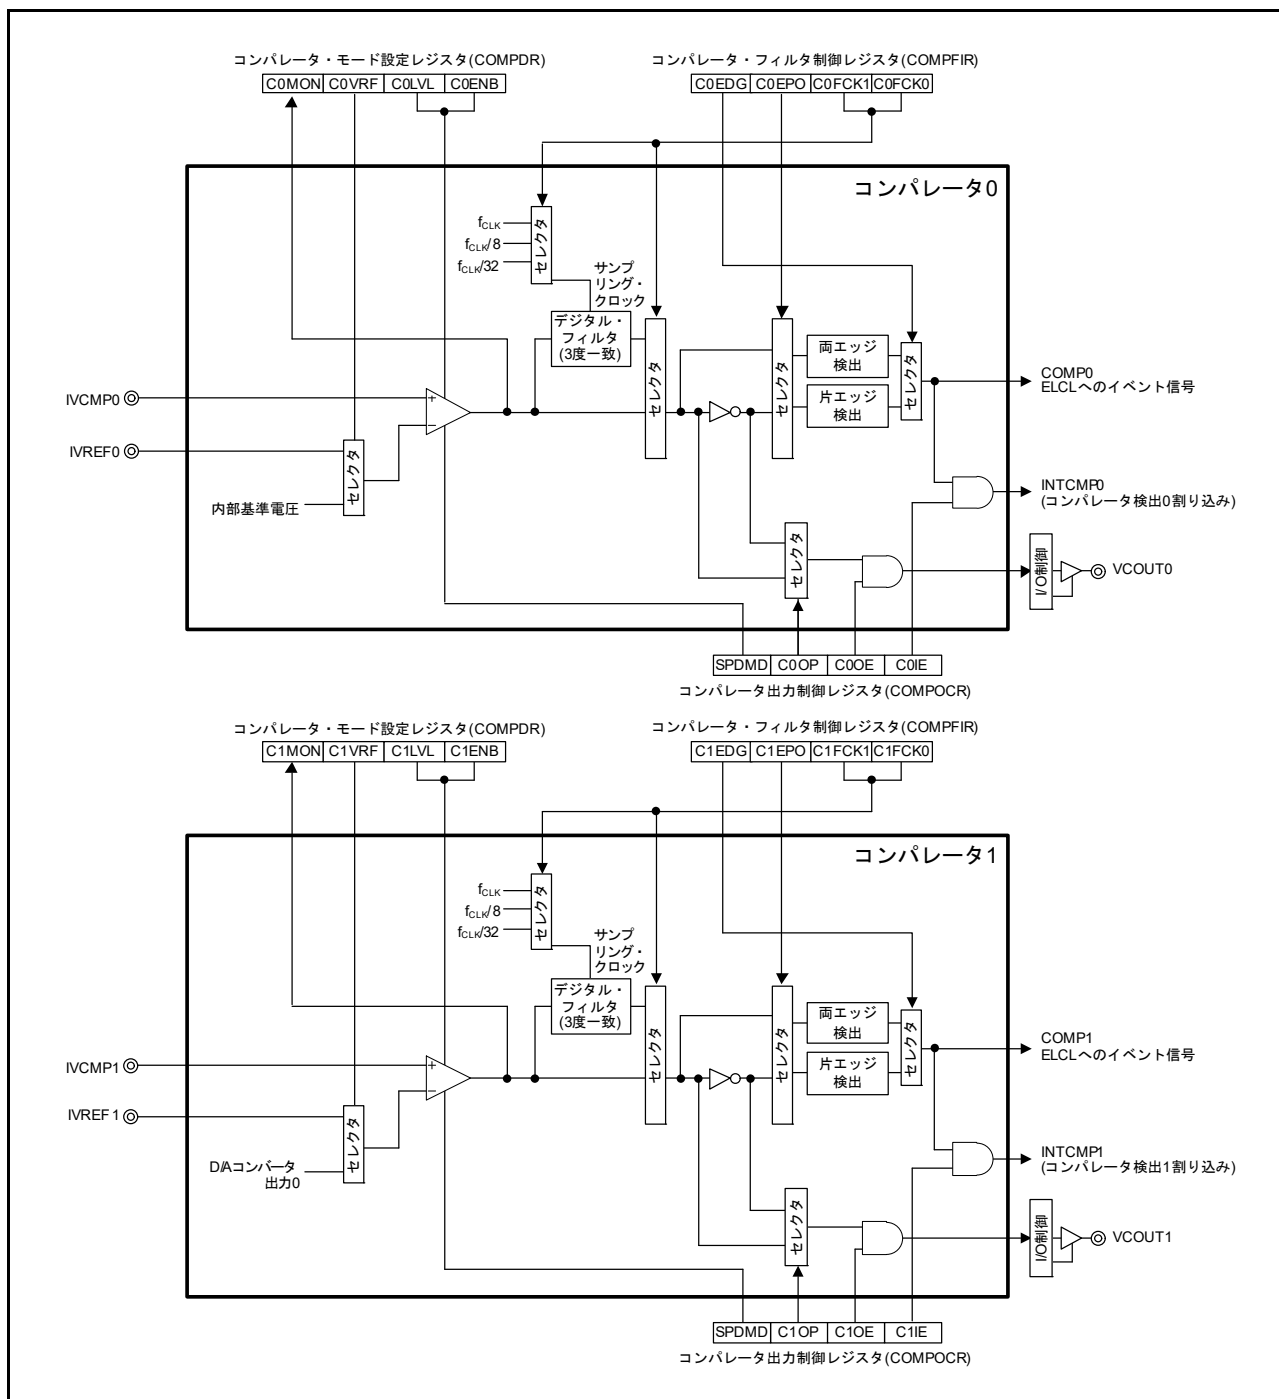 コンパレータ・モード設定レジスタ(COMPDR)
C0MON C0VRF C0LVL C0ENB
コンパレータ・フィルタ制御レジスタ(COMPFIR)
C0EDG C0EPO C0FCK1 C0FCK0
コンパレータ0
fCLK
fCLK/8
fCLK/32
セレクタ
サンプ
リング・
クロック
デジタル・
フィルタ
(3度一致)
セレクタ
セレクタ
両エッジ
検出
片エッジ
検出
セレクタ
COMP0
ELCLへのイベント信号
IVCMP0
+
−
IVREF0
セレクタ
内部基準電圧
INTCMP0
(コンパレータ検出0割り込み)
セレクタ
I/O制御
VCOUT0
SPDMD C0OP C0OE C0IE
コンパレータ出力制御レジスタ(COMPOCR)
コンパレータ・モード設定レジスタ(COMPDR)
C1MON C1VRF C1LVL C1ENB
コンパレータ・フィルタ制御レジスタ(COMPFIR)
C1EDG C1EPO C1FCK1 C1FCK0
コンパレータ1
fCLK
fCLK/8
fCLK/32
セレクタ
サンプ
リング・
クロック
デジタル・
フィルタ
(3度一致)
セレクタ
セレクタ
両エッジ
検出
片エッジ
検出
セレクタ
COMP1
ELCLへのイベント信号
IVCMP1
+
−
IVREF1
セレクタ
D/Aコンバータ
出力0
INTCMP1
(コンパレータ検出1割り込み)
セレクタ
I/O制御
VCOUT1
SPDMD C1OP C1OE C1IE
コンパレータ出力制御レジスタ(COMPOCR)